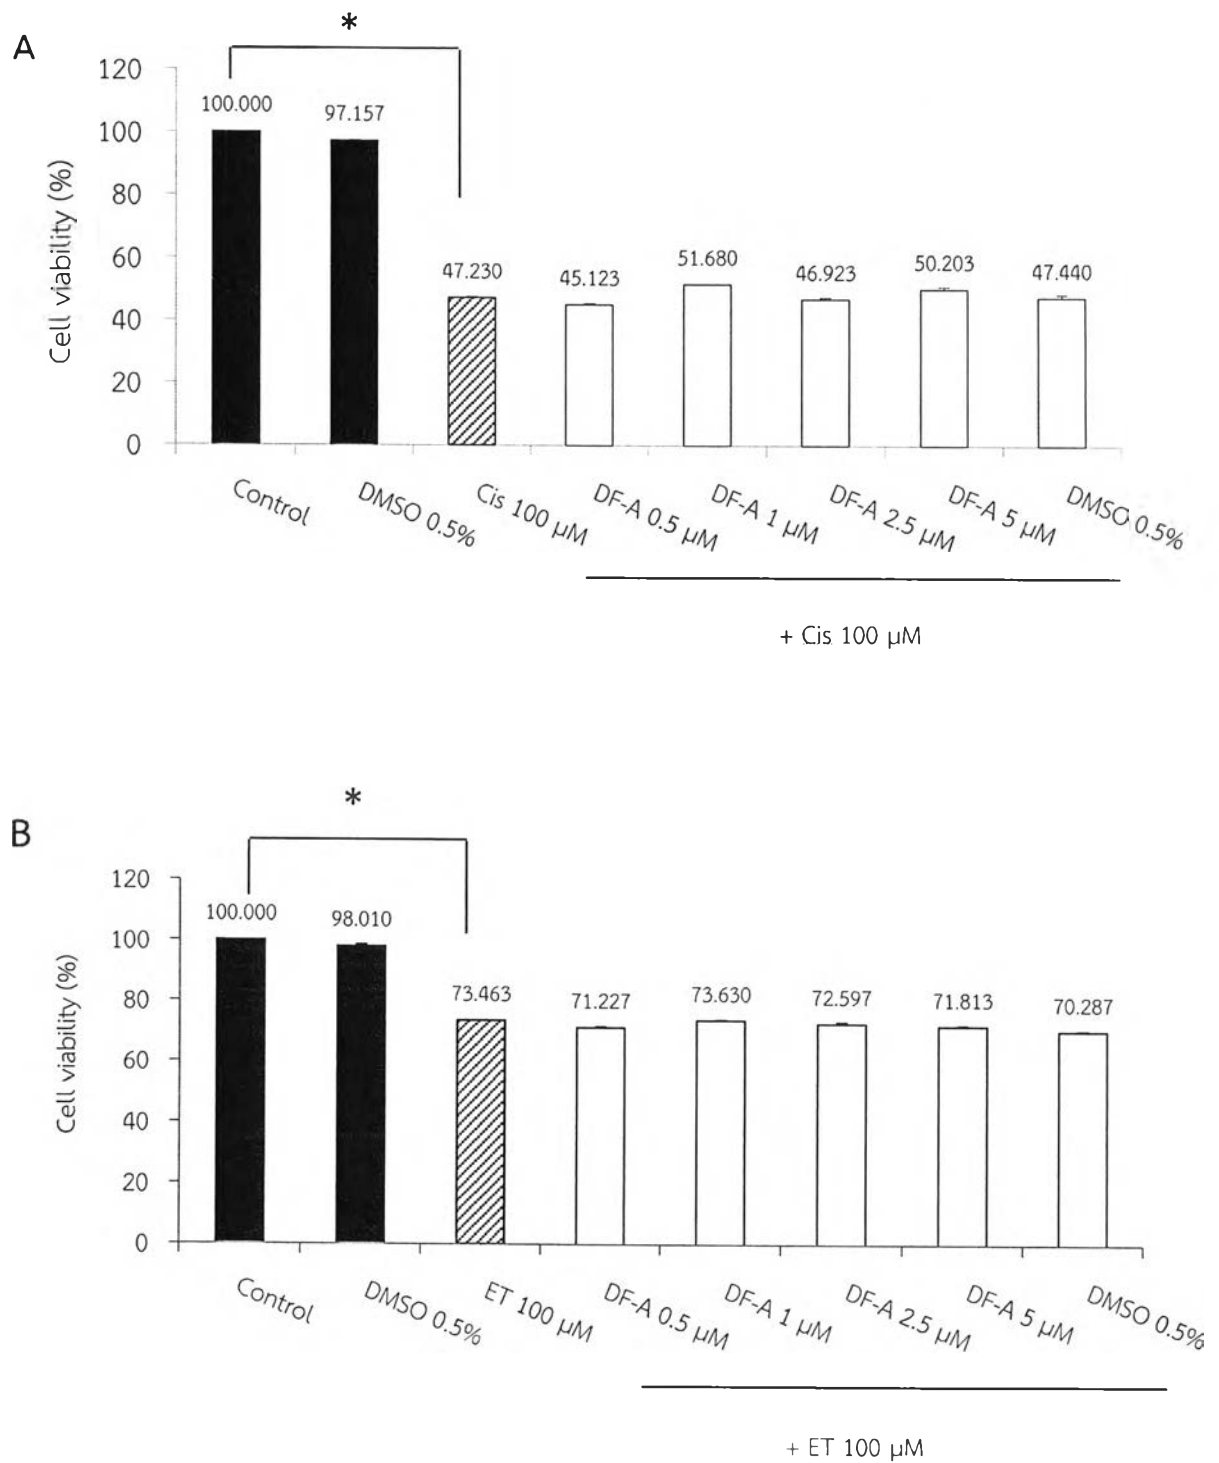 A
*
120
100
80
60
40
20
0
Cell viability (%)
100.000
97.157
47.230
45.123
51.680
46.923
50.203
47.440
Control
DMSO 0.5%
Cis 100 µM
DF-A 0.5 µM
DF-A 1 µM
DF-A 2.5 µM
DF-A 5 µM
DMSO 0.5%
+ Cis 100 µM
B
*
120
100
80
60
40
20
0
Cell viability (%)
100.000
98.010
73.463
71.227
73.630
72.597
71.813
70.287
Control
DMSO 0.5%
ET 100 µM
DF-A 0.5 µM
DF-A 1 µM
DF-A 2.5 µM
DF-A 5 µM
DMSO 0.5%
+ ET 100 µM